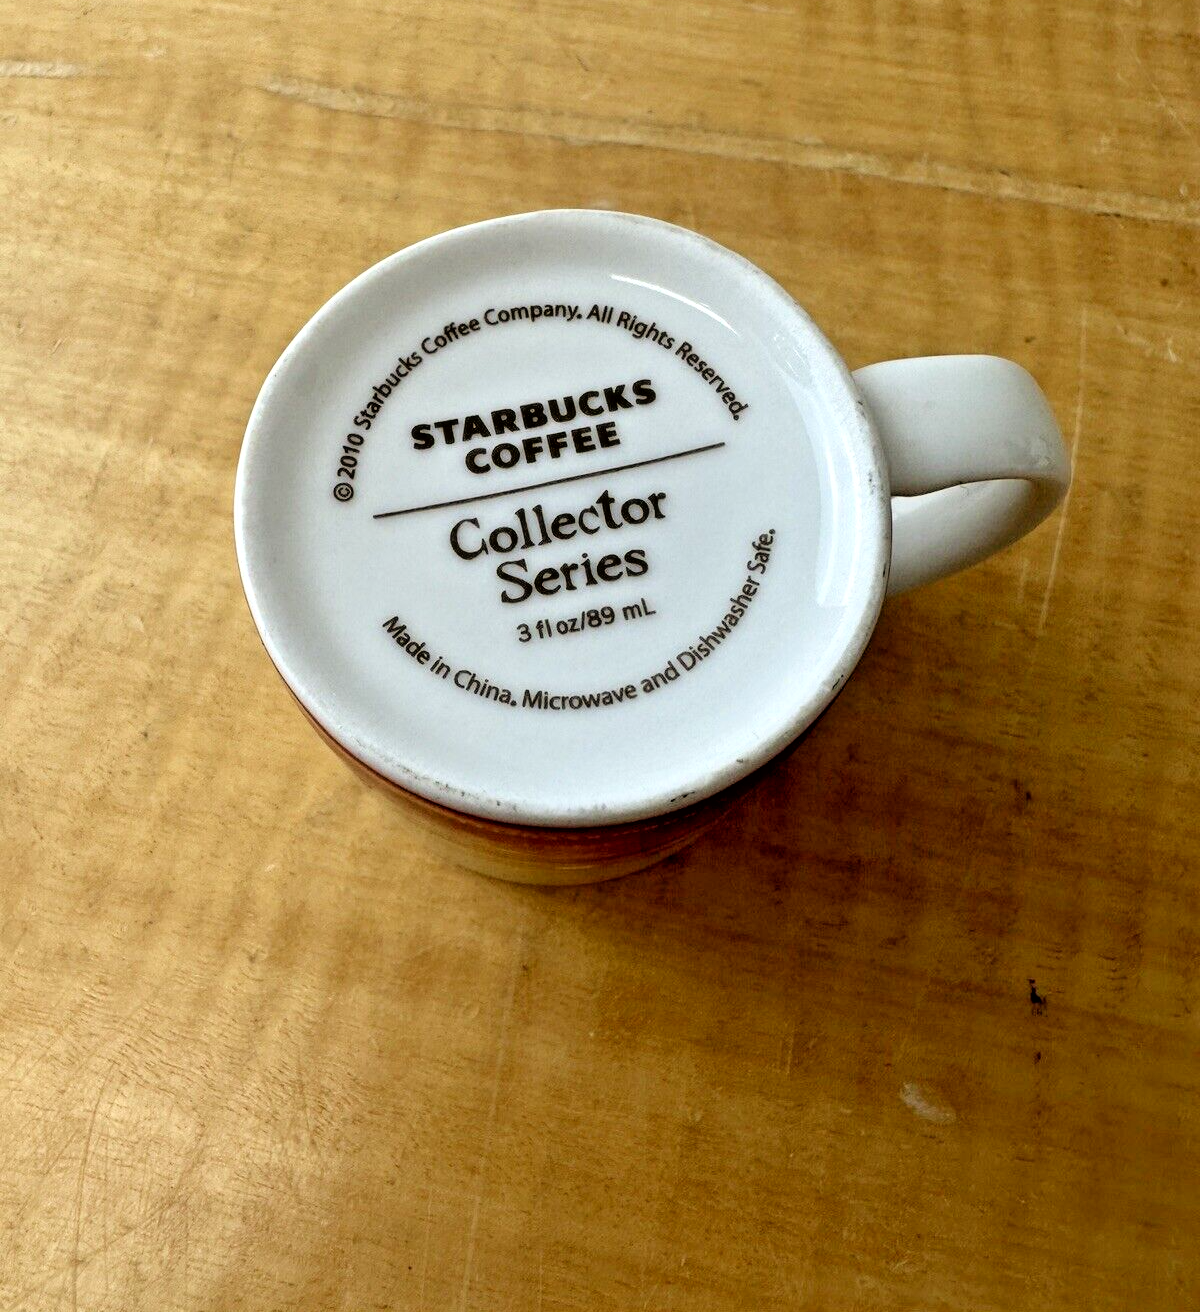 ©2010 Starbucks Coffee Company. All Rights Reserved.
STARBUCKS
COFFEE
Collector
Series
3 fl oz/89 mL
Made in China. Microwave and Dishwasher Safe.